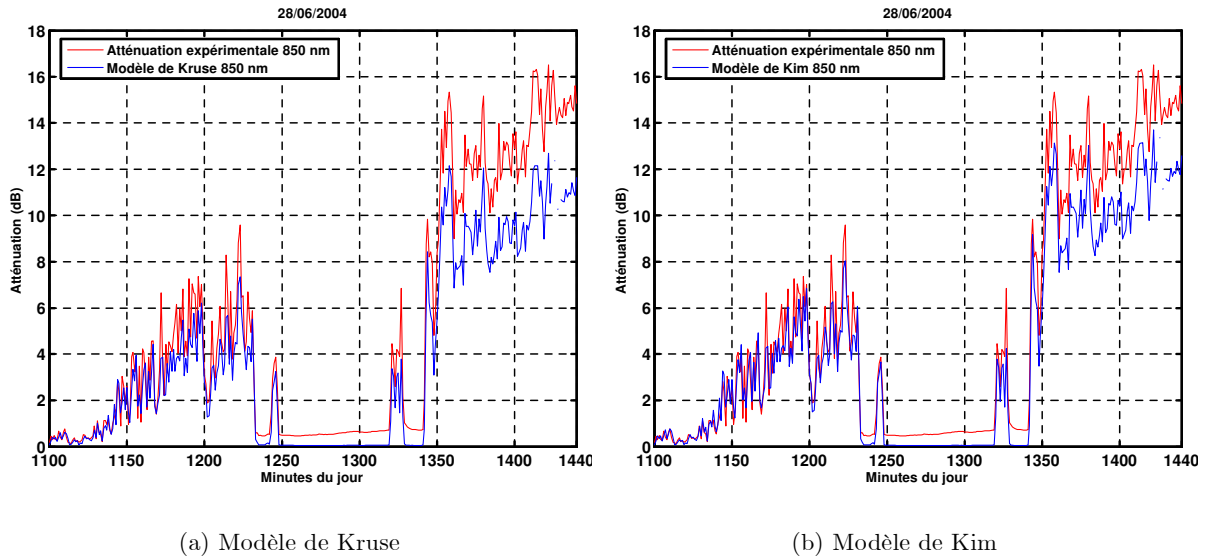 28/06/2004
Atténuation expérimentale 850 nm
Modèle de Kruse 850 nm
Atténuation (dB)
18
16
14
12
10
8
6
4
2
0
1100 1150 1200 1250 1300 1350 1400 1440
Minutes du jour
(a) Modèle de Kruse
28/06/2004
Atténuation expérimentale 850 nm
Modèle de Kim 850 nm
Atténuation (dB)
18
16
14
12
10
8
6
4
2
0
1100 1150 1200 1250 1300 1350 1400 1440
Minutes du jour
(b) Modèle de Kim